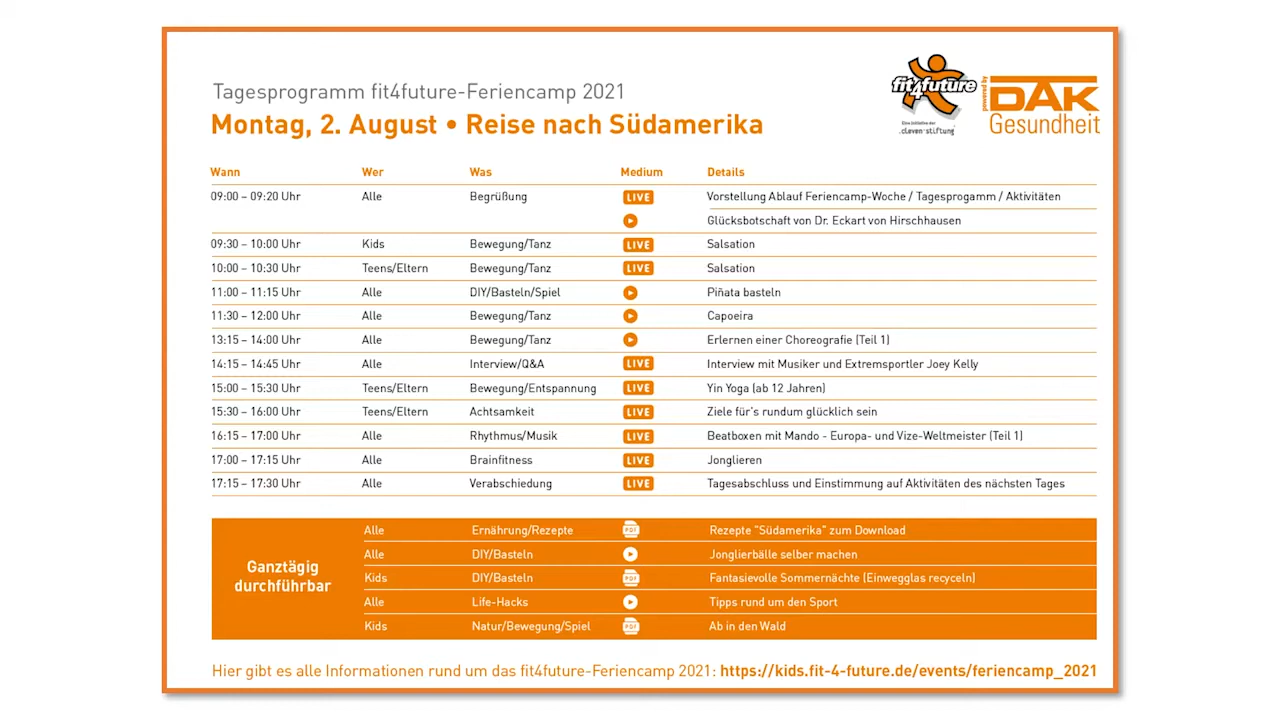 Tagesprogramm fit4future-Feriencamp 2021
Montag, 2. August • Reise nach Südamerika
fit4future
Eine Initiative der
.cleven-stiftung
powered by
DAK
Gesundheit
Wann Wer Was Medium Details
09:00 – 09:20 Uhr Alle Begrüßung LIVE Vorstellung Ablauf Feriencamp-Woche / Tagesprogamm / Aktivitäten
Glücksbotschaft von Dr. Eckart von Hirschhausen
09:30 – 10:00 Uhr Kids Bewegung/Tanz LIVE Salsation
10:00 – 10:30 Uhr Teens/Eltern Bewegung/Tanz LIVE Salsation
11:00 – 11:15 Uhr Alle DIY/Basteln/Spiel Piñata basteln
11:30 – 12:00 Uhr Alle Bewegung/Tanz Capoeira
13:15 – 14:00 Uhr Alle Bewegung/Tanz Erlernen einer Choreografie (Teil 1)
14:15 – 14:45 Uhr Alle Interview/Q&A LIVE Interview mit Musiker und Extremsportler Joey Kelly
15:00 – 15:30 Uhr Teens/Eltern Bewegung/Entspannung LIVE Yin Yoga (ab 12 Jahren)
15:30 – 16:00 Uhr Teens/Eltern Achtsamkeit LIVE Ziele für's rundum glücklich sein
16:15 – 17:00 Uhr Alle Rhythmus/Musik LIVE Beatboxen mit Mando - Europa- und Vize-Weltmeister (Teil 1)
17:00 – 17:15 Uhr Alle Brainfitness LIVE Jonglieren
17:15 – 17:30 Uhr Alle Verabschiedung LIVE Tagesabschluss und Einstimmung auf Aktivitäten des nächsten Tages
Ganztägig
durchführbar
Alle Ernährung/Rezepte PDF Rezepte "Südamerika" zum Download
Alle DIY/Basteln Jonglierbälle selber machen
Kids DIY/Basteln PDF Fantasievolle Sommernächte (Einwegglas recyceln)
Alle Life-Hacks Tipps rund um den Sport
Kids Natur/Bewegung/Spiel PDF Ab in den Wald
Hier gibt es alle Informationen rund um das fit4future-Feriencamp 2021: https://kids.fit-4-future.de/events/feriencamp_2021